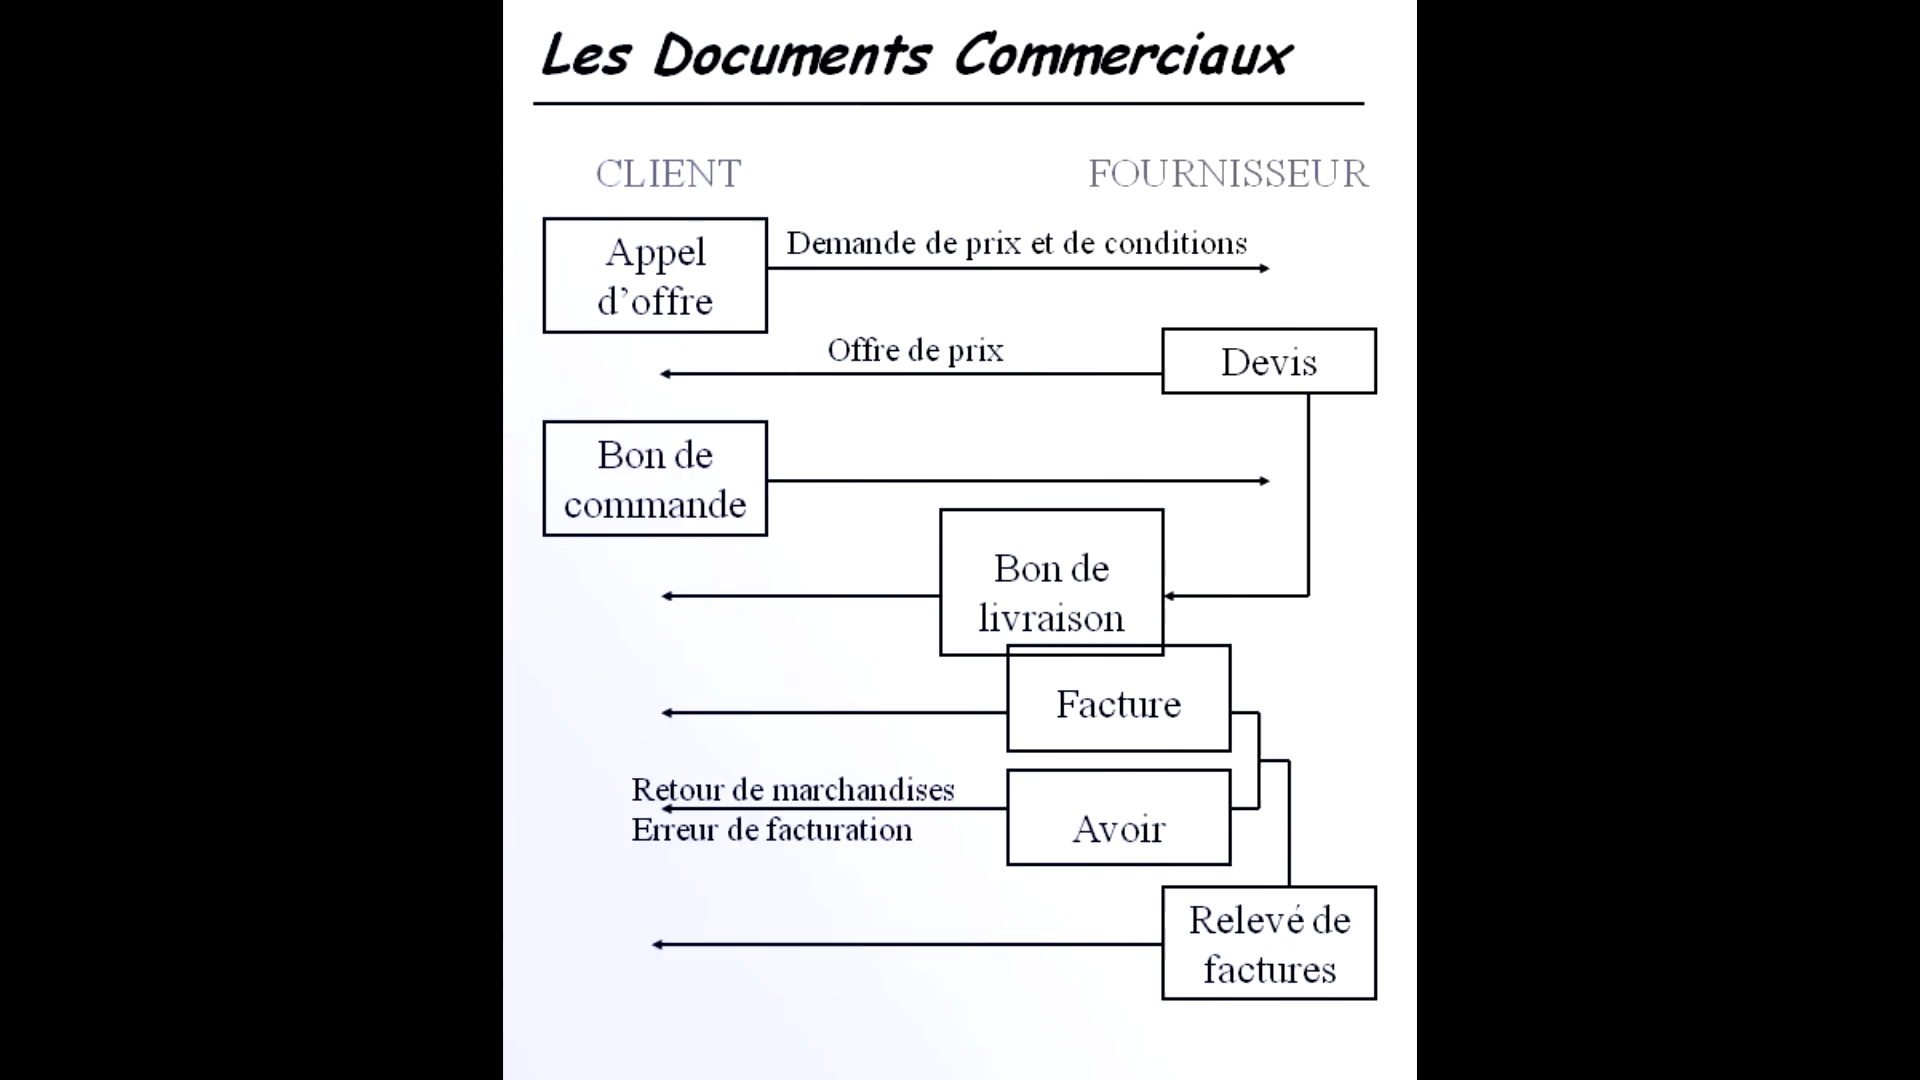 Les Documents Commerciaux
CLIENT
FOURNISSEUR
Appel
d’offre
Demande de prix et de conditions
Offre de prix
Devis
Bon de
commande
Bon de
livraison
Facture
Retour de marchandises
Erreur de facturation
Avoir
Relevé de
factures